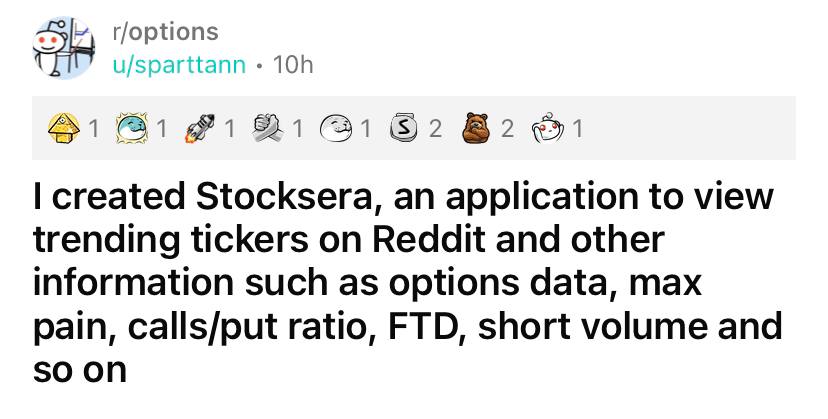 r/options
u/sparttann • 10h
1 1 1 1 1 S 2 2 1
I created Stocksera, an application to view
trending tickers on Reddit and other
information such as options data, max
pain, calls/put ratio, FTD, short volume and
so on